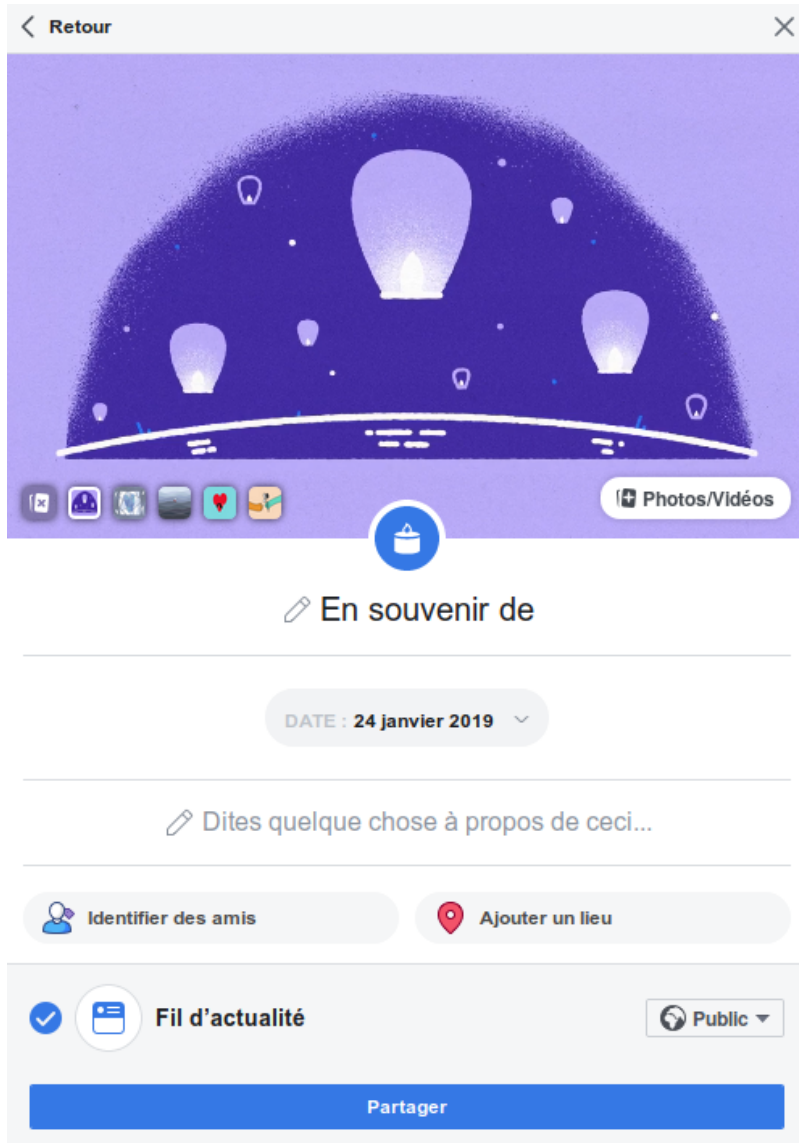 Retour
Photos/Vidéos
En souvenir de
DATE : 24 janvier 2019
Dites quelque chose à propos de ceci...
Identifier des amis
Ajouter un lieu
Fil d’actualité
Public
Partager